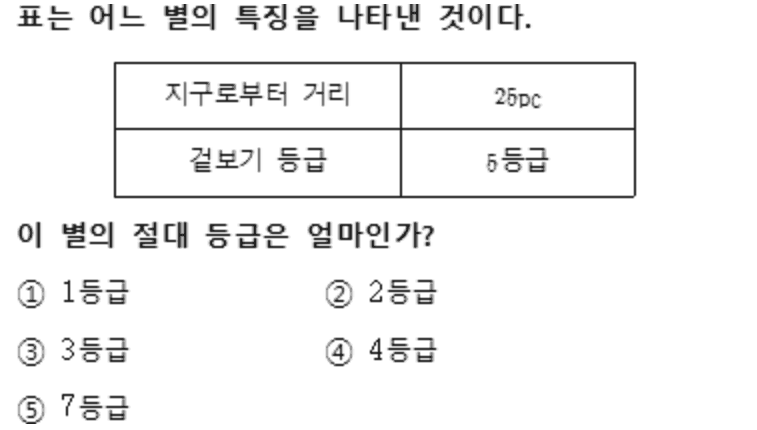 표는 어느 별의 특징을 나타낸 것이다.
지구로부터 거리 25pc
겉보기 등급 5등급
이 별의 절대 등급은 얼마인가?
① 1등급 ② 2등급
③ 3등급 ④ 4등급
⑤ 7등급